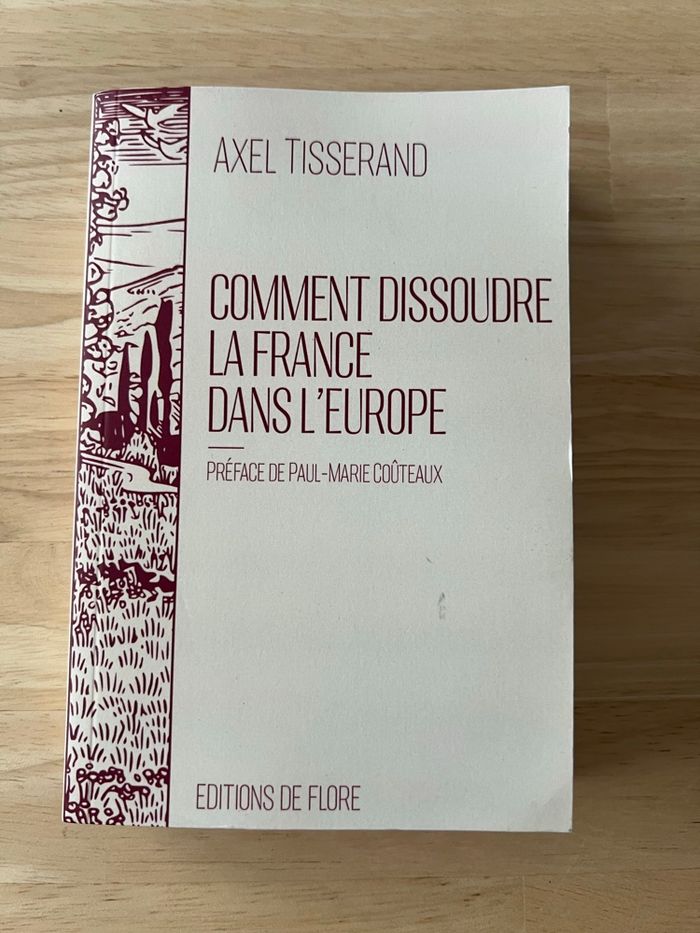 AXEL TISSERAND
COMMENT DISSOUDRE
LA FRANCE
DANS L'EUROPE
PRÉFACE DE PAUL-MARIE COÛTEAUX
EDITIONS DE FLORE